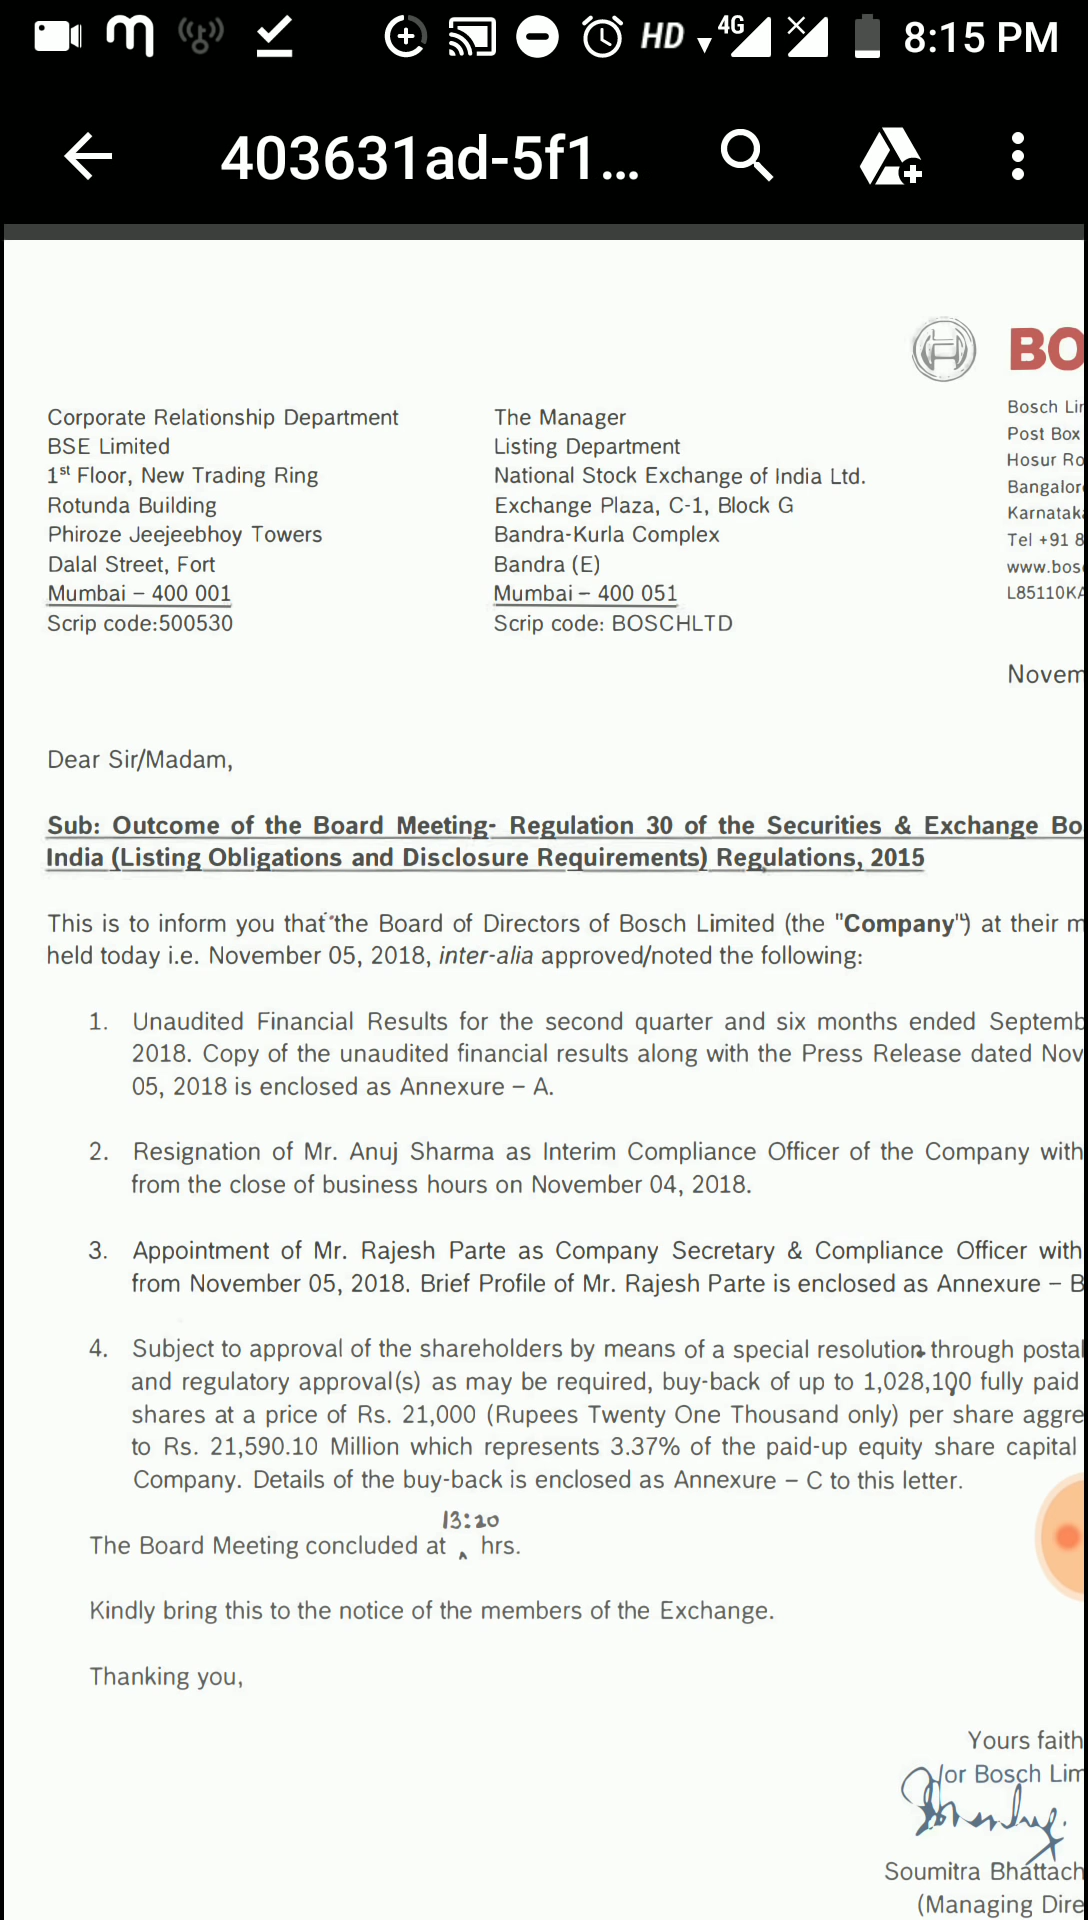 HD 4G 8:15 PM
403631ad-5f1...
BO
Corporate Relationship Department
BSE Limited
1st Floor, New Trading Ring
Rotunda Building
Phiroze Jeejeebhoy Towers
Dalal Street, Fort
Mumbai – 400 001
Scrip code:500530
The Manager
Listing Department
National Stock Exchange of India Ltd.
Exchange Plaza, C-1, Block G
Bandra-Kurla Complex
Bandra (E)
Mumbai – 400 051
Scrip code: BOSCHLTD
Bosch Lim
Post Box
Hosur Ro
Bangalor
Karnatak
Tel +91 8
www.bos
L85110KA
Novem
Dear Sir/Madam,
Sub: Outcome of the Board Meeting- Regulation 30 of the Securities & Exchange Bo
India (Listing Obligations and Disclosure Requirements) Regulations, 2015
This is to inform you that the Board of Directors of Bosch Limited (the "Company") at their m
held today i.e. November 05, 2018, inter-alia approved/noted the following:
1. Unaudited Financial Results for the second quarter and six months ended Septemb
2018. Copy of the unaudited financial results along with the Press Release dated Nov
05, 2018 is enclosed as Annexure – A.
2. Resignation of Mr. Anuj Sharma as Interim Compliance Officer of the Company with
from the close of business hours on November 04, 2018.
3. Appointment of Mr. Rajesh Parte as Company Secretary & Compliance Officer with
from November 05, 2018. Brief Profile of Mr. Rajesh Parte is enclosed as Annexure – B
4. Subject to approval of the shareholders by means of a special resolution through postal
and regulatory approval(s) as may be required, buy-back of up to 1,028,100 fully paid
shares at a price of Rs. 21,000 (Rupees Twenty One Thousand only) per share aggre
to Rs. 21,590.10 Million which represents 3.37% of the paid-up equity share capital
Company. Details of the buy-back is enclosed as Annexure – C to this letter.
13:20
The Board Meeting concluded at ^ hrs.
Kindly bring this to the notice of the members of the Exchange.
Thanking you,
Yours faith
for Bosch Lim
Soumitra Bhattach
(Managing Dire